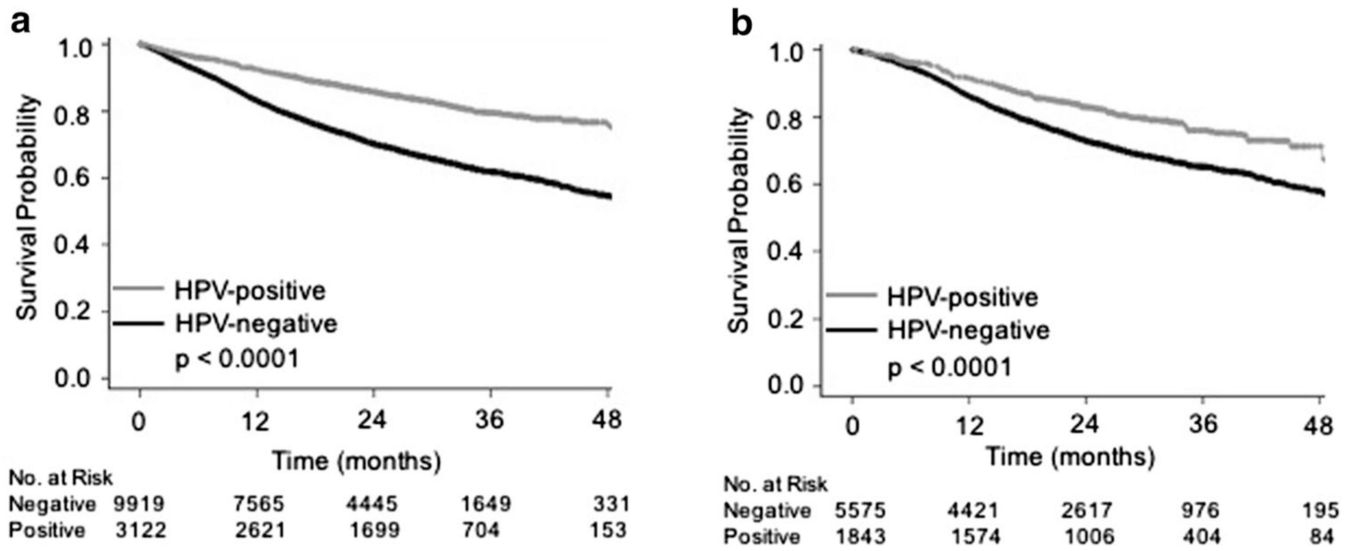 a
Survival Probability
1.0
0.8
0.6
0.4
0.2
0.0
HPV-positive
HPV-negative
p < 0.0001
0 12 24 36 48
Time (months)
No. at Risk
Negative 9919 7565 4445 1649 331
Positive 3122 2621 1699 704 153
b
Survival Probability
1.0
0.8
0.6
0.4
0.2
0.0
HPV-positive
HPV-negative
p < 0.0001
0 12 24 36 48
Time (months)
No. at Risk
Negative 5575 4421 2617 976 195
Positive 1843 1574 1006 404 84